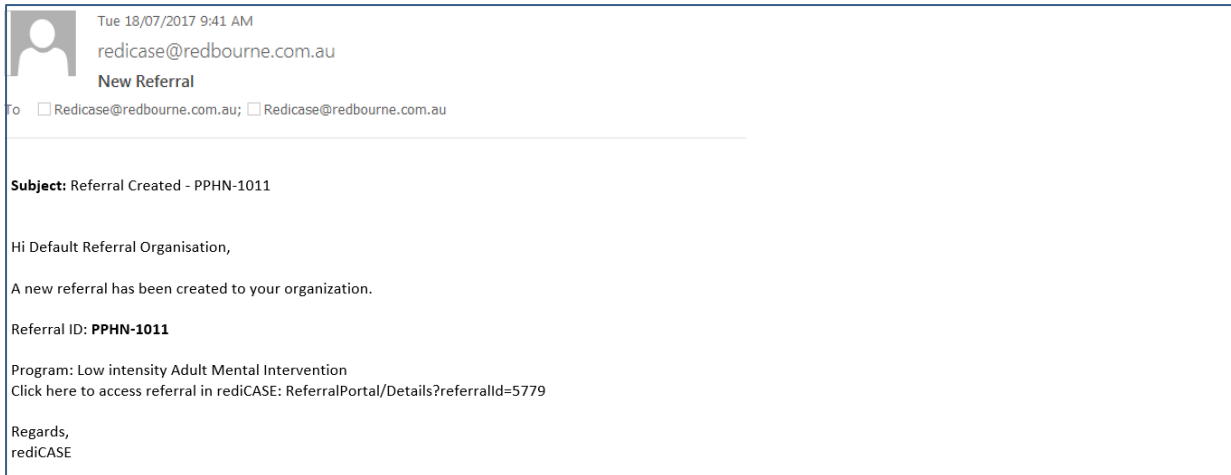 Tue 18/07/2017 9:41 AM
redicase@redbourne.com.au
New Referral
To Redicase@redbourne.com.au; Redicase@redbourne.com.au
Subject: Referral Created - PPHN-1011
Hi Default Referral Organisation,
A new referral has been created to your organization.
Referral ID: PPHN-1011
Program: Low intensity Adult Mental Intervention
Click here to access referral in rediCASE: ReferralPortal/Details?referralId=5779
Regards,
rediCASE